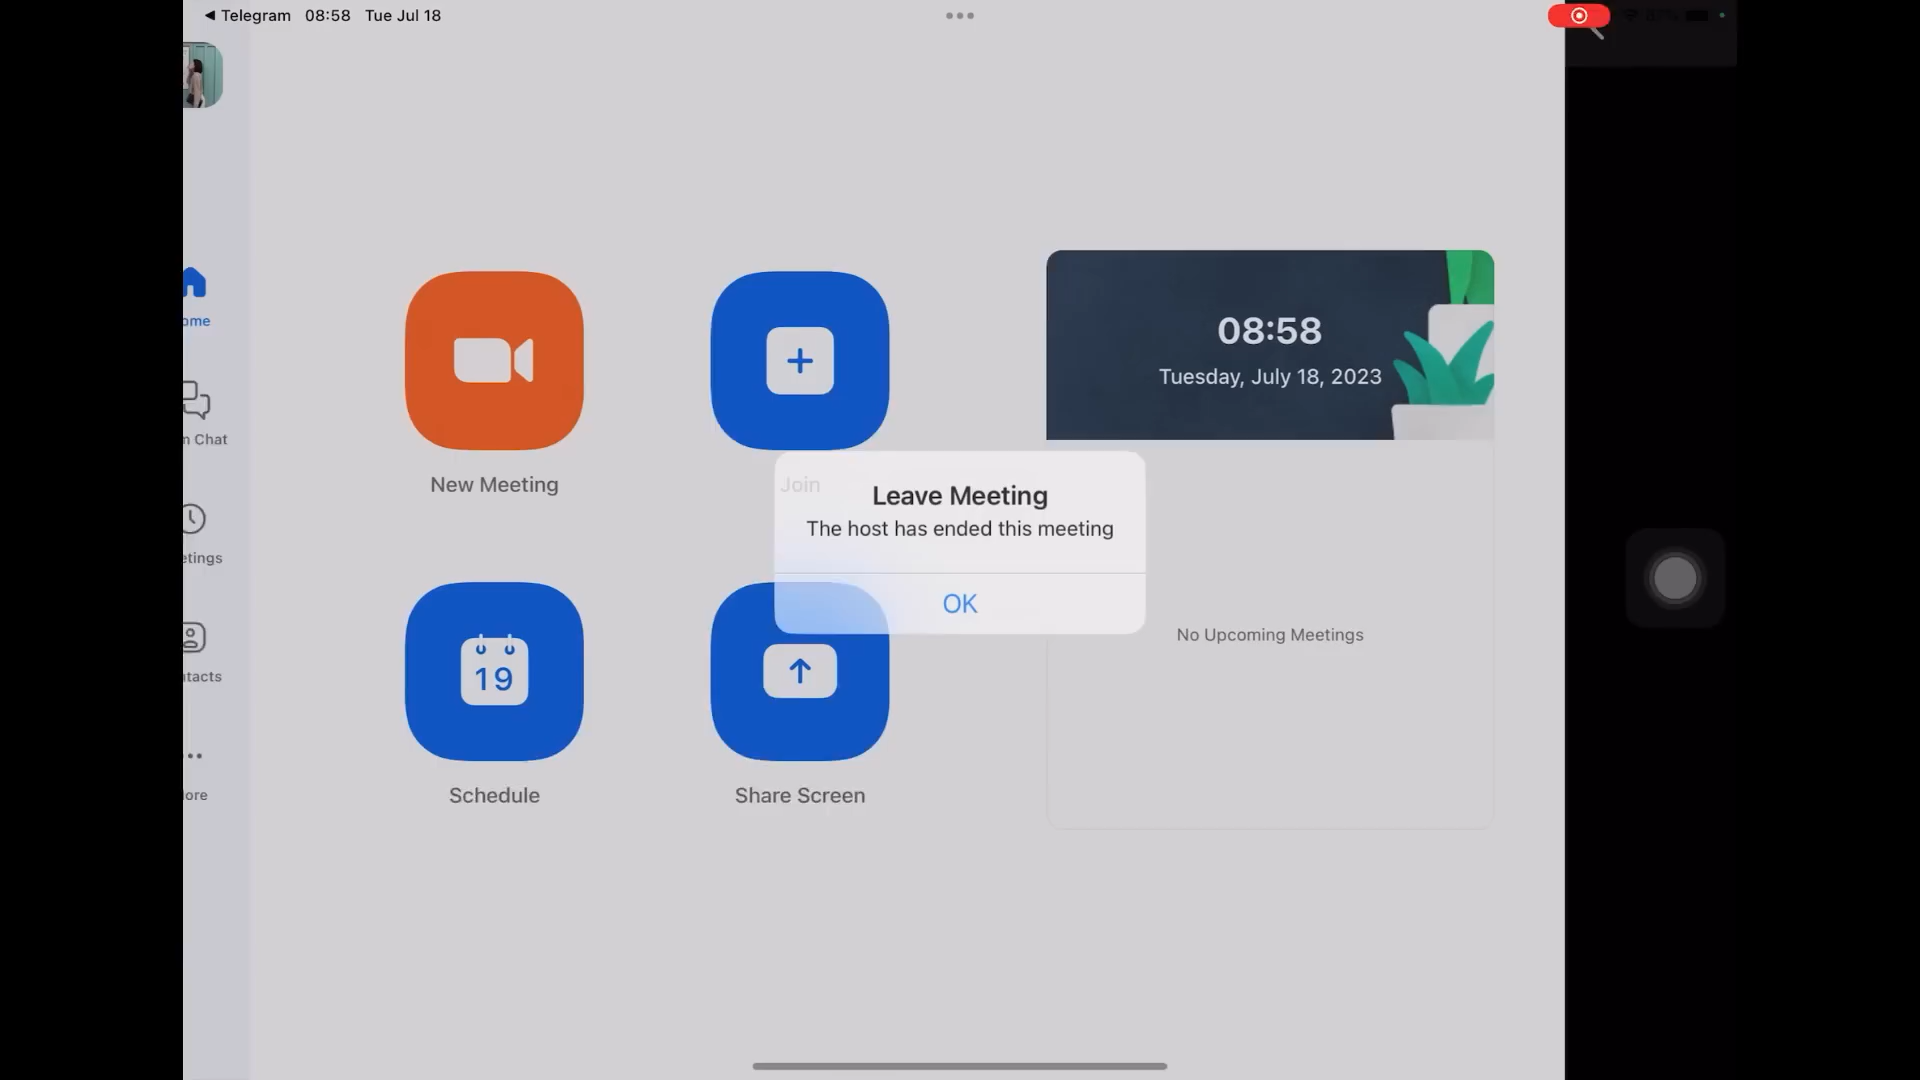 Telegram 08:58 Tue Jul 18
ome
n Chat
etings
ntacts
ore
New Meeting
Join
Schedule
19
Share Screen
08:58
Tuesday, July 18, 2023
No Upcoming Meetings
Leave Meeting
The host has ended this meeting
OK